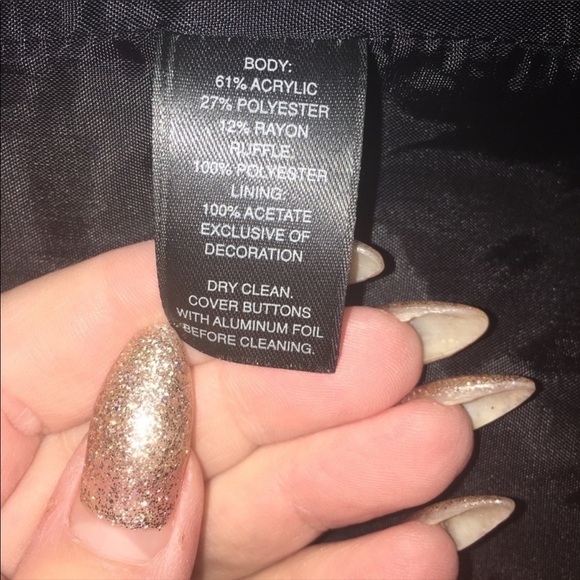 BODY:
61% ACRYLIC
27% POLYESTER
12% RAYON
RUFFLE:
100% POLYESTER
LINING:
100% ACETATE
EXCLUSIVE OF
DECORATION
DRY CLEAN.
COVER BUTTONS
WITH ALUMINUM FOIL
BEFORE CLEANING.